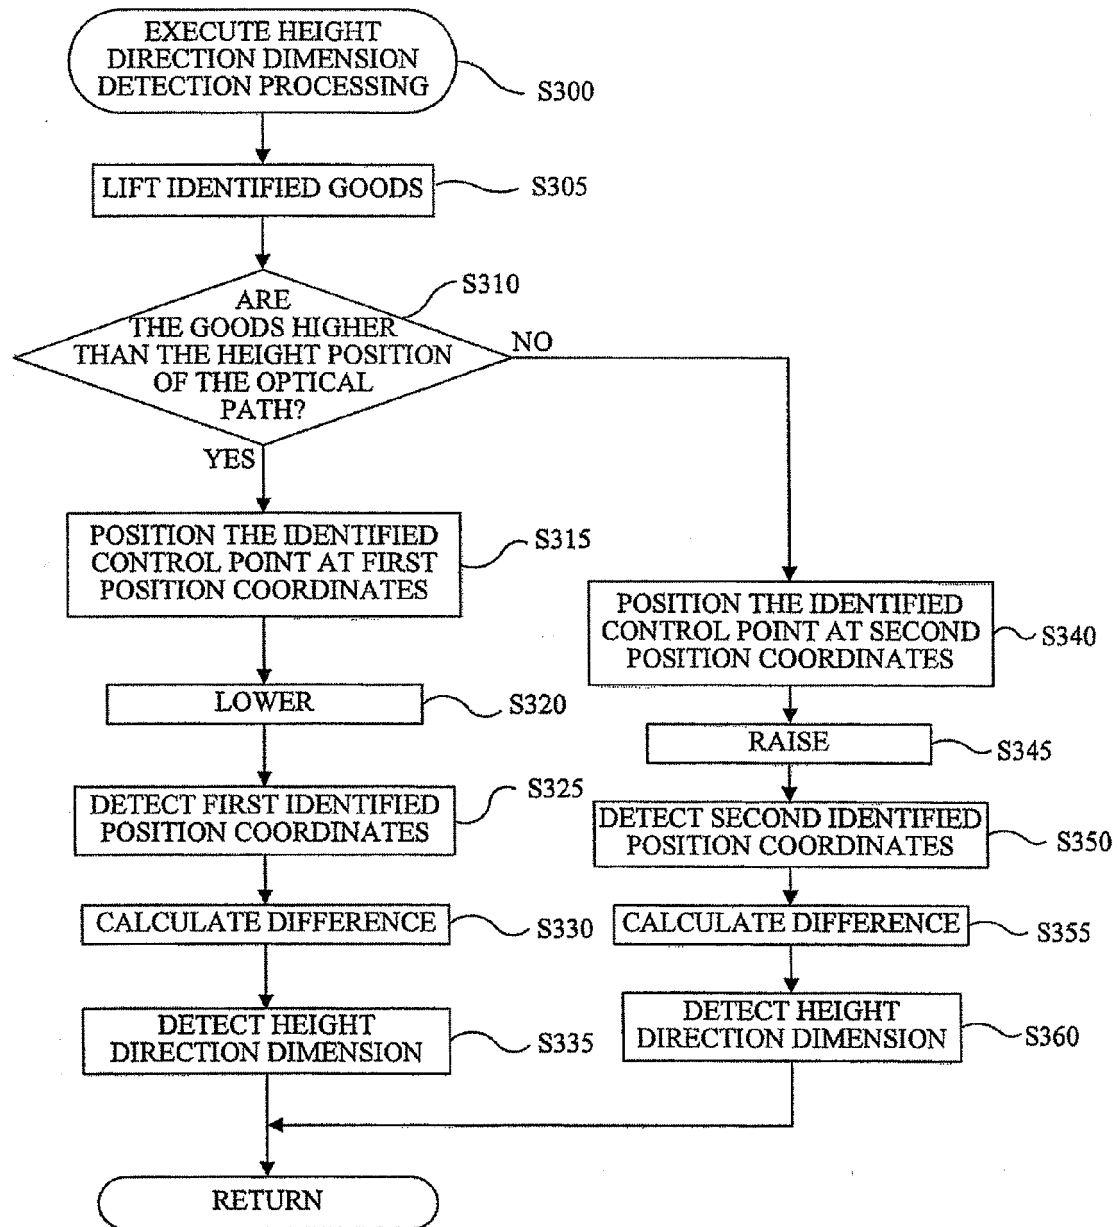 EXECUTE HEIGHT
DIRECTION DIMENSION
DETECTION PROCESSING
S300
LIFT IDENTIFIED GOODS
S305
S310
ARE
THE GOODS HIGHER
THAN THE HEIGHT POSITION
OF THE OPTICAL
PATH?
NO
YES
POSITION THE IDENTIFIED
CONTROL POINT AT FIRST
POSITION COORDINATES
S315
LOWER
S320
DETECT FIRST IDENTIFIED
POSITION COORDINATES
S325
CALCULATE DIFFERENCE
S330
DETECT HEIGHT
DIRECTION DIMENSION
S335
POSITION THE IDENTIFIED
CONTROL POINT AT SECOND
POSITION COORDINATES
S340
RAISE
S345
DETECT SECOND IDENTIFIED
POSITION COORDINATES
S350
CALCULATE DIFFERENCE
S355
DETECT HEIGHT
DIRECTION DIMENSION
S360
RETURN